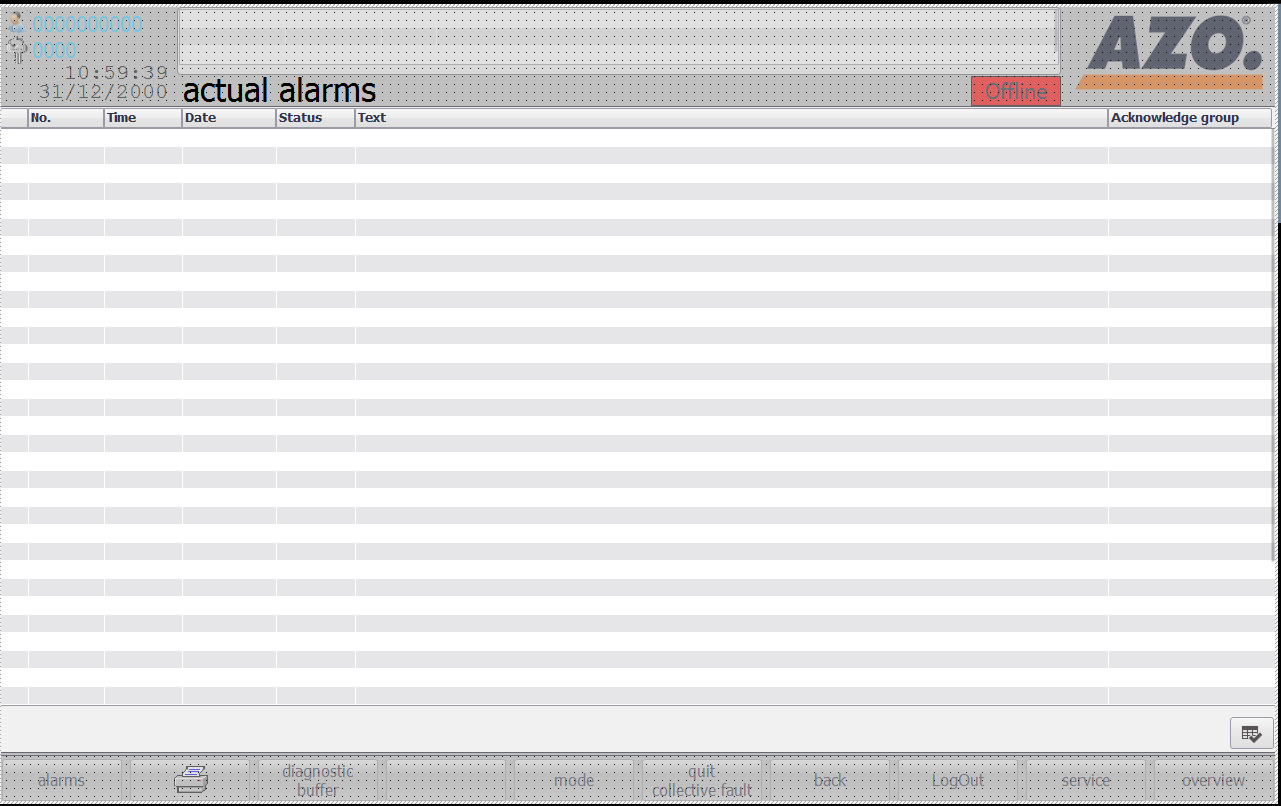 0000000000
0000
10:59:39
31/12/2000
actual alarms
Offline
AZO.®
No. Time Date Status Text Acknowledge group
alarms
diagnostic
buffer
mode
quit
collective fault
back
LogOut
service
overview